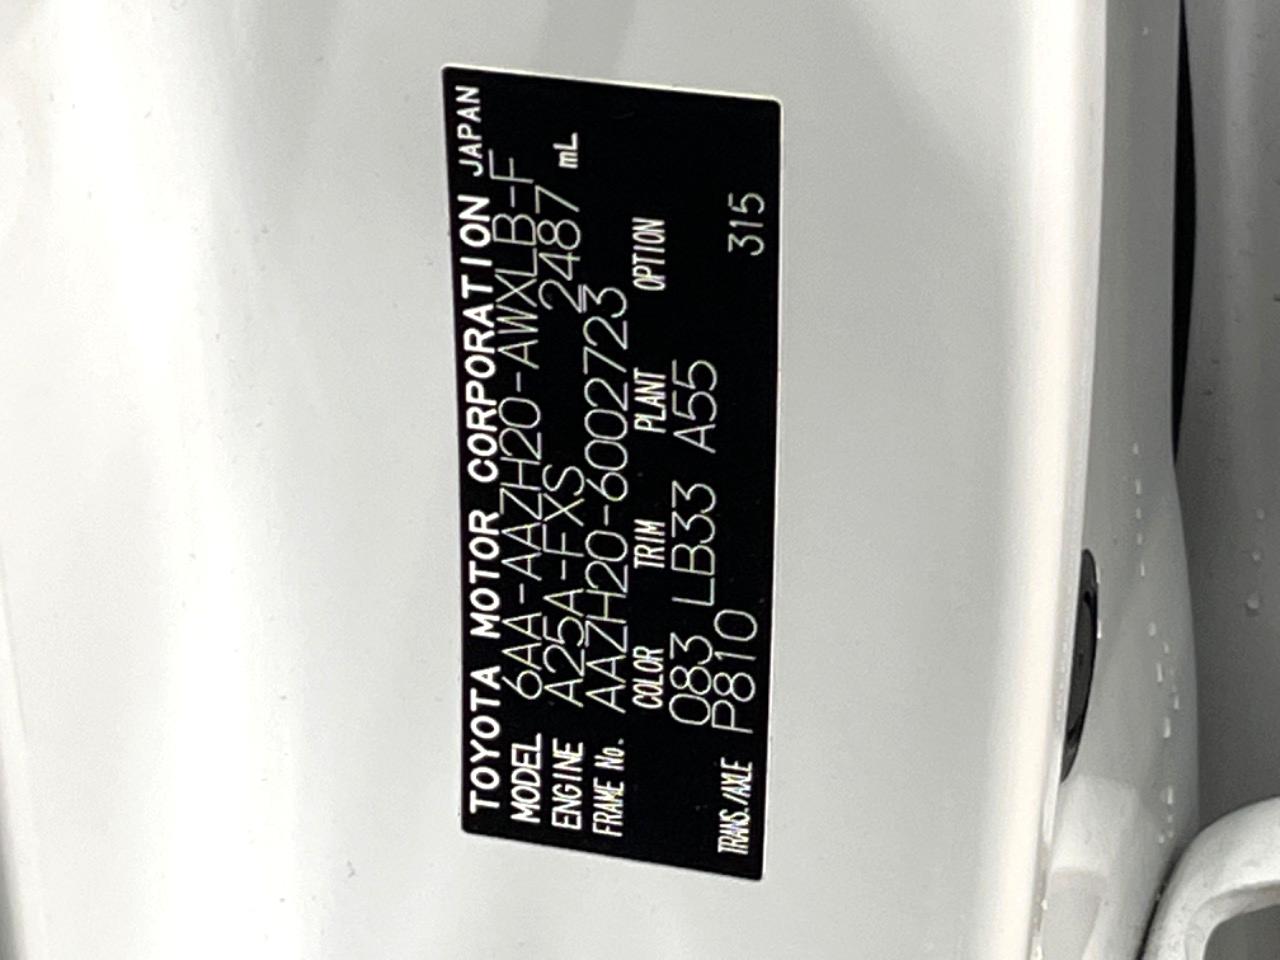 TOYOTA MOTOR CORPORATION JAPAN
MODEL 6AA-AAZH20-AWXLB-F
ENGINE A25A-FXS 2487 mL
FRAME No. AAZH20-6002723
COLOR TRIM PLANT OPTION
083 LB33 A55
TRANS./AXLE P810 315